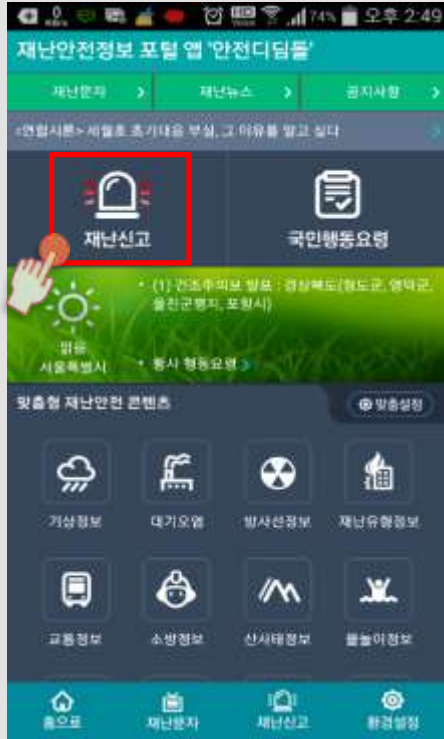 74% 오후 2:49
재난안전정보 포털 앱 '안전디딤돌'
재난문자 > 재난뉴스 > 공지사항 >
<연합시론> 세월호 초기대응 부실, 그 이유를 알고 싶다
재난신고 국민행동요령
• (1) 건조주의보 발표 : 경상북도(청도군, 영덕군,
울진군평지, 포항시)
맑음
서울특별시
• 황사 행동요령 >
맞춤형 재난안전 콘텐츠 맞춤설정
기상정보 대기오염 방사선정보 재난유형정보
교통정보 소방정보 산사태정보 물놀이정보
홈으로 재난문자 재난신고 환경설정